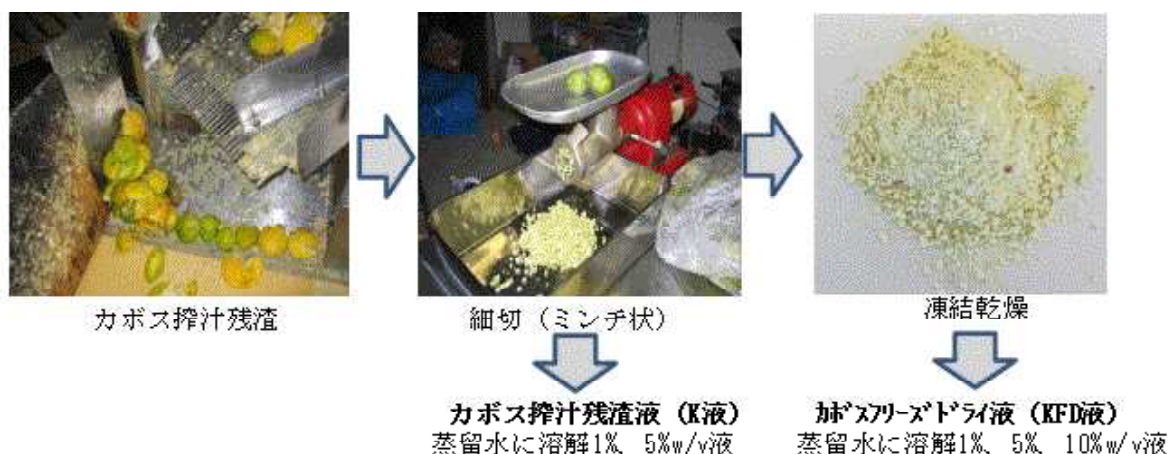 カボス搾汁残渣
細切（ミンチ状）
凍結乾燥
カボス搾汁残渣液（K液）
蒸留水に溶解1%、5%w/v液
ｶﾎﾞｽﾌﾘｰｽﾞﾄﾞﾗｲ液（KFD液）
蒸留水に溶解1%、5%、10%w/v液